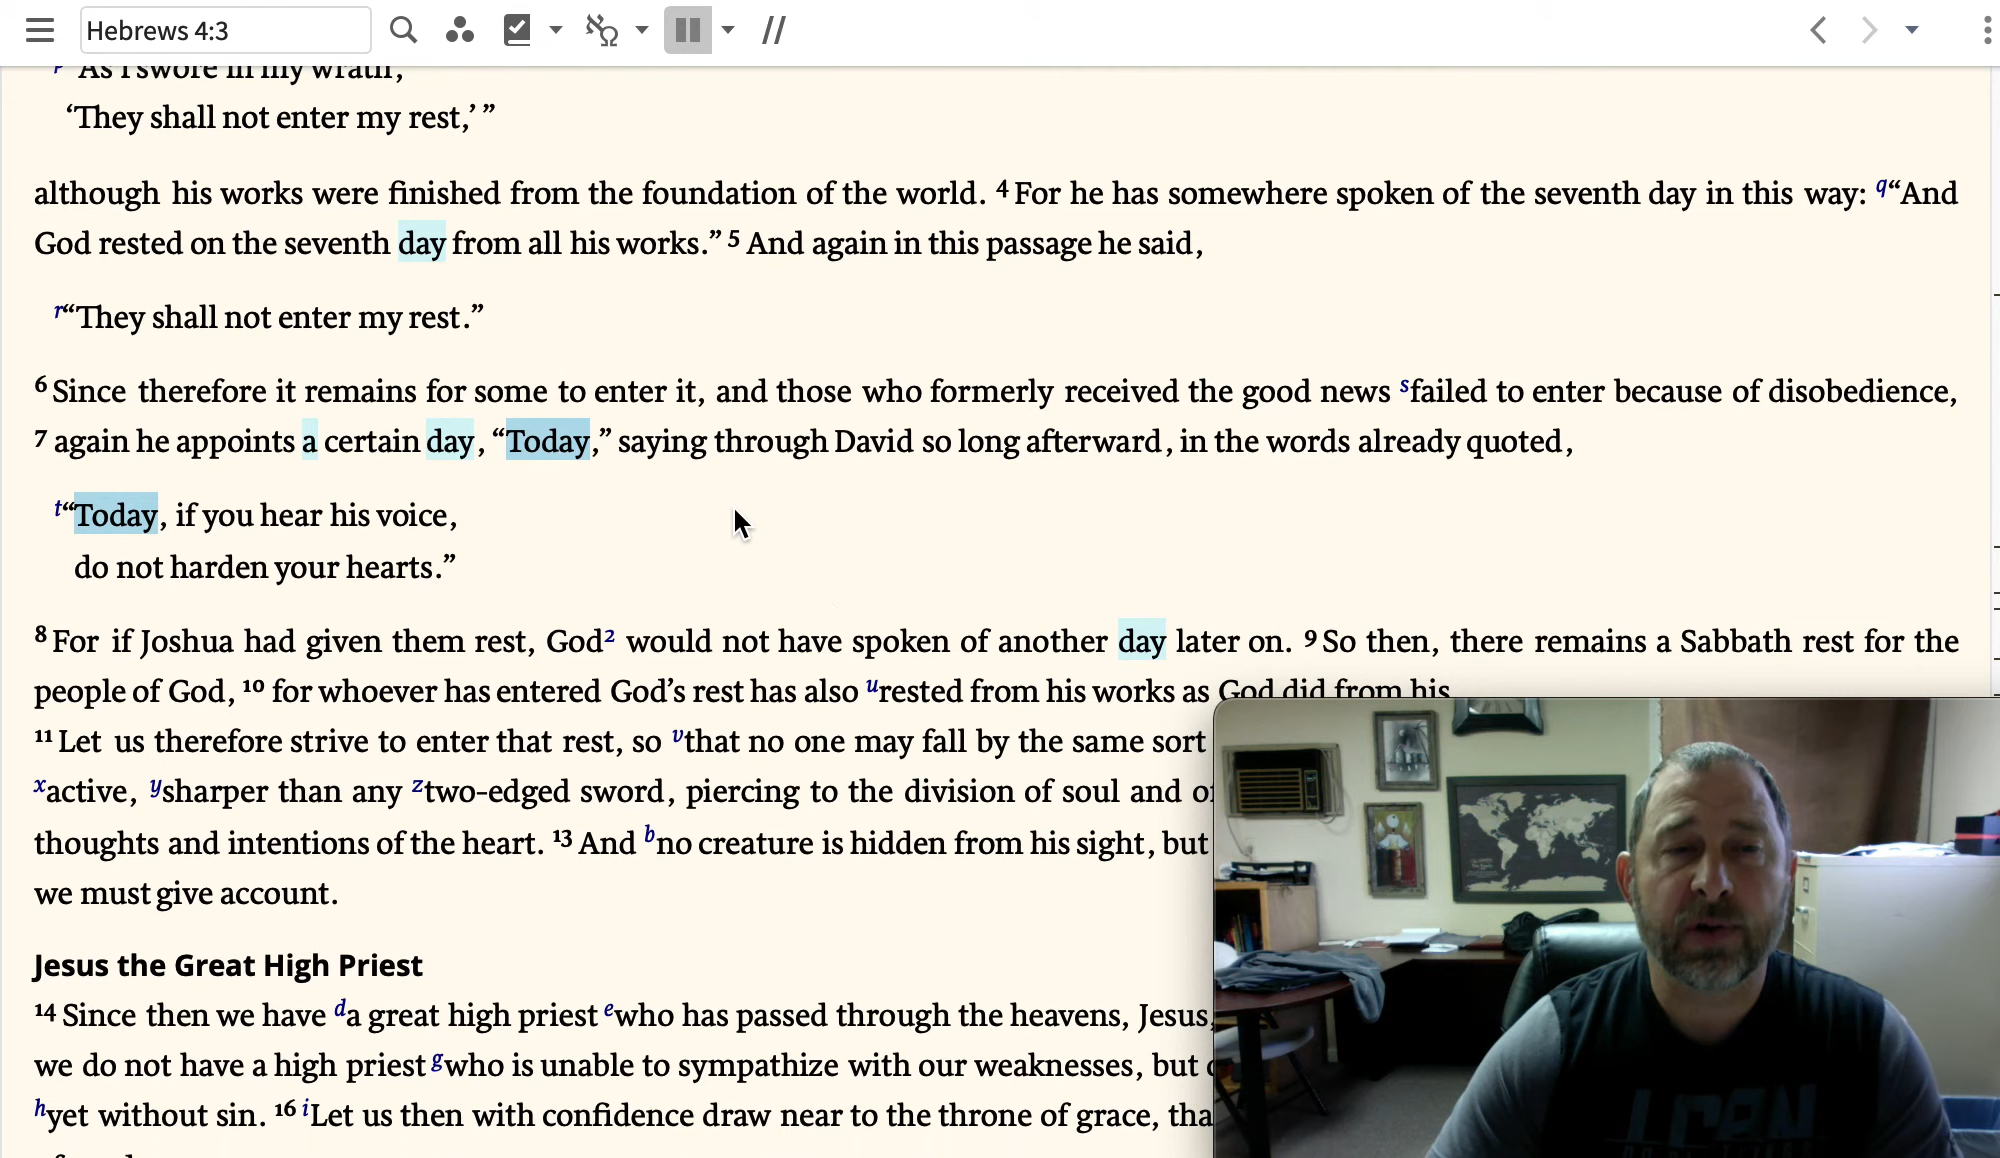 Hebrews 4:3
p “As I swore in my wrath,
‘They shall not enter my rest,’ ”
although his works were finished from the foundation of the world. 4 For he has somewhere spoken of the seventh day in this way: q“And
God rested on the seventh day from all his works.” 5 And again in this passage he said,
r“They shall not enter my rest.”
6 Since therefore it remains for some to enter it, and those who formerly received the good news sfailed to enter because of disobedience,
7 again he appoints a certain day, “Today,” saying through David so long afterward, in the words already quoted,
t“Today, if you hear his voice,
do not harden your hearts.”
8 For if Joshua had given them rest, God2 would not have spoken of another day later on. 9 So then, there remains a Sabbath rest for the
people of God, 10 for whoever has entered God’s rest has also urested from his works as God did from his.
11 Let us therefore strive to enter that rest, so vthat no one may fall by the same sort
xactive, ysharper than any ztwo-edged sword, piercing to the division of soul and of
thoughts and intentions of the heart. 13 And bno creature is hidden from his sight, but
we must give account.
Jesus the Great High Priest
14 Since then we have da great high priest ewho has passed through the heavens, Jesus,
we do not have a high priest gwho is unable to sympathize with our weaknesses, but
hyet without sin. 16 iLet us then with confidence draw near to the throne of grace, tha